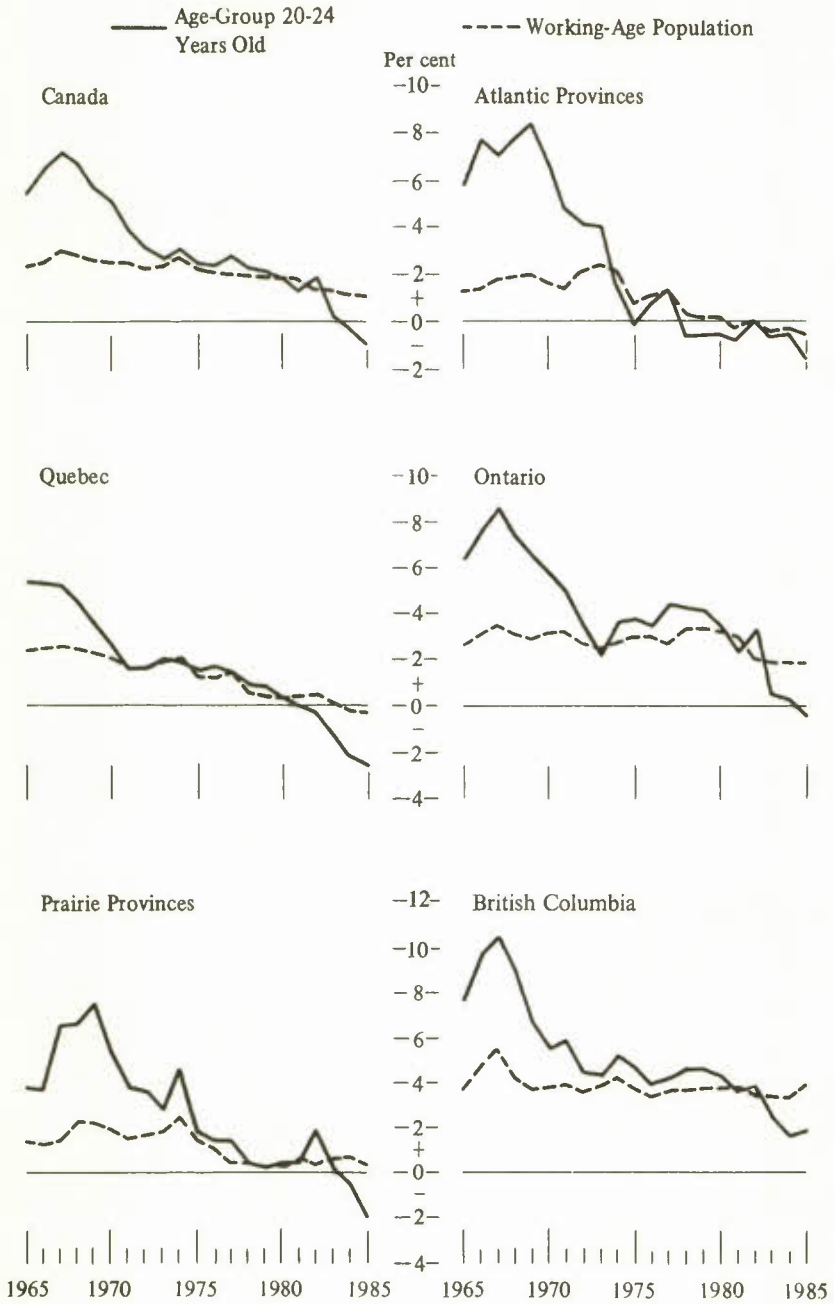 Age-Group 20-24
Years Old
Working-Age Population
Per cent
Canada
Atlantic Provinces
–10–
–8–
–6–
–4–
–2–
+
–0–
–
–2–
Quebec
Ontario
–10–
–8–
–6–
–4–
–2–
+
–0–
–
–2–
–4–
Prairie Provinces
British Columbia
–12–
–10–
–8–
–6–
–4–
–2–
+
–0–
–
–2–
–4–
1965 1970 1975 1980 1985 1965 1970 1975 1980 1985